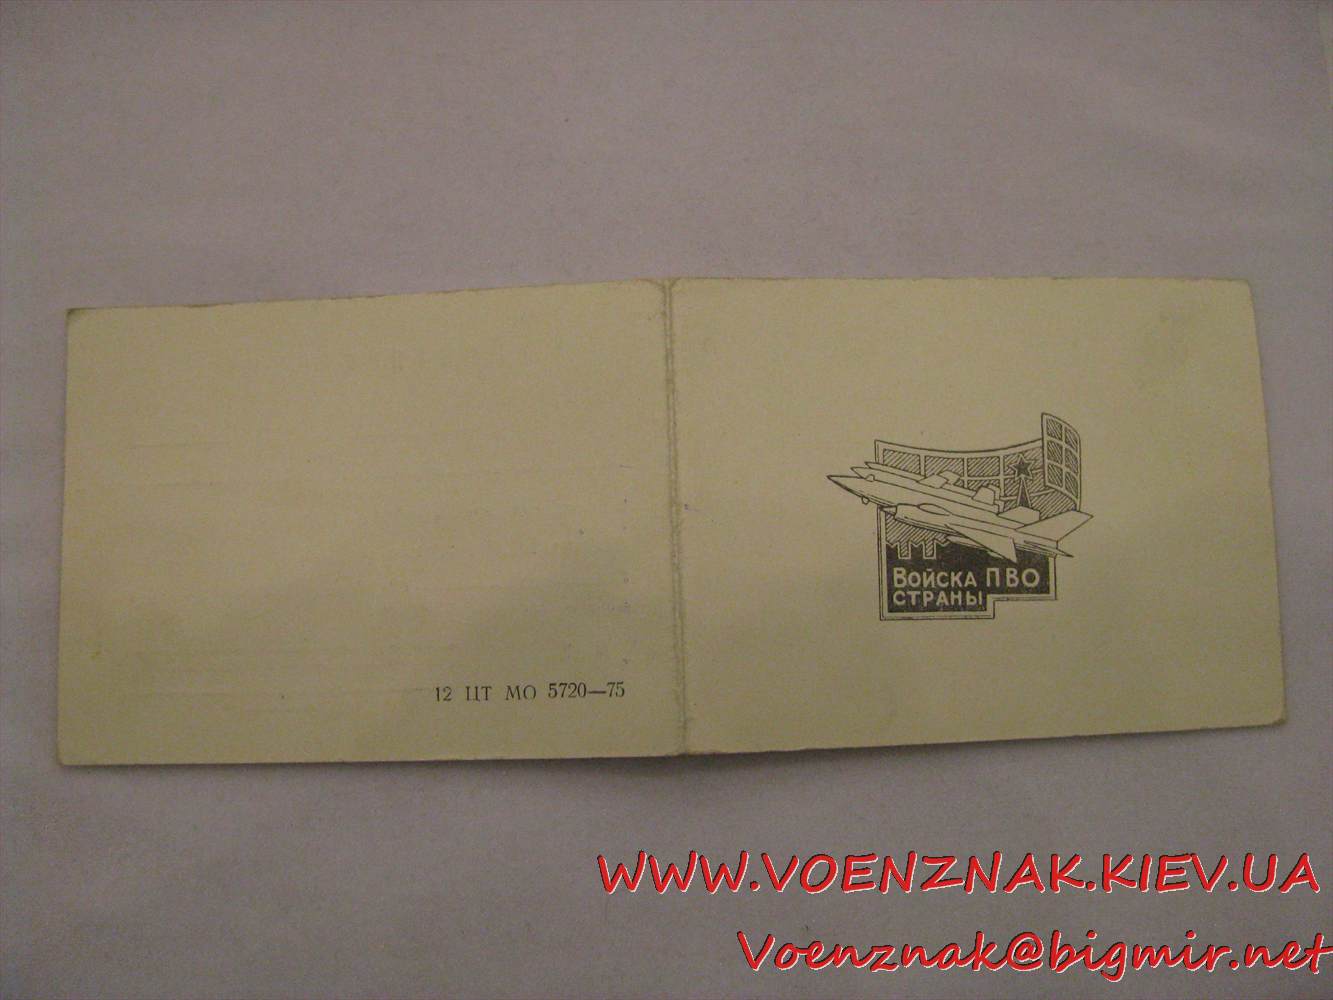 12 ЦТ МО 5720—75
ВОЙСКА ПВО
СТРАНЫ
WWW.VOENZNAK.KIEV.UA
Voenznak@bigmir.net